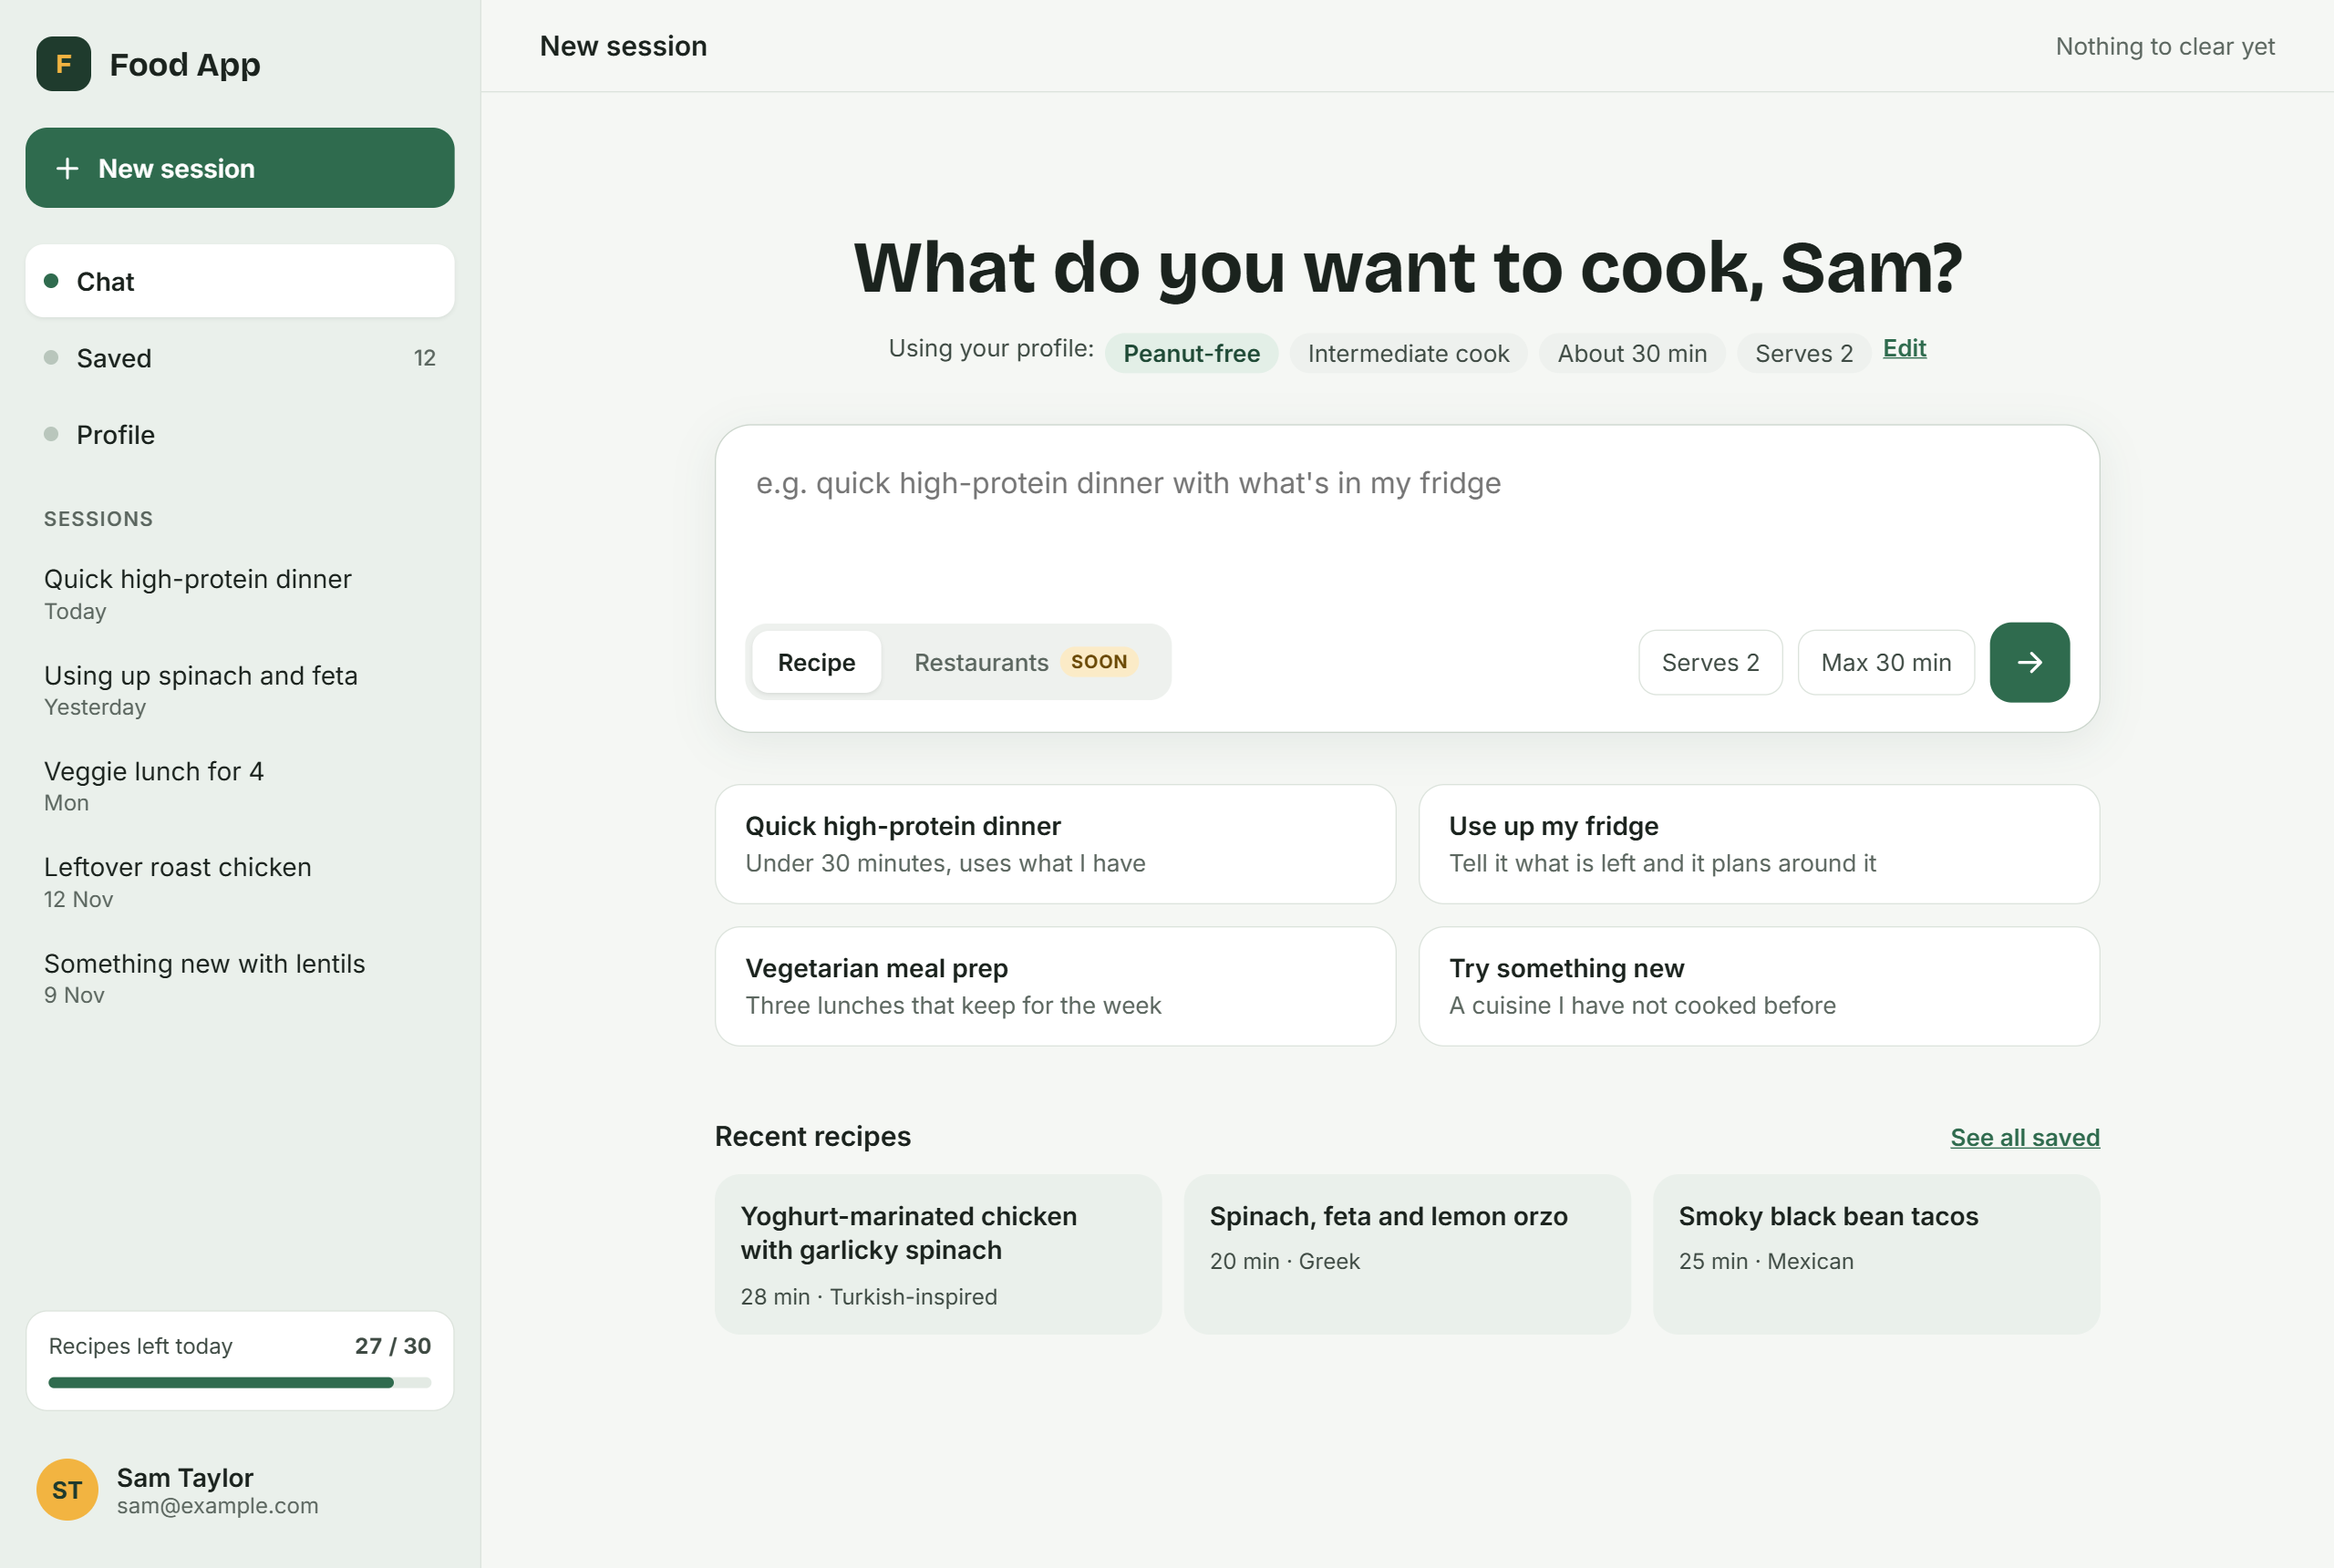 F Food App
+ New session
Chat
Saved 12
Profile
SESSIONS
Quick high-protein dinner
Today
Using up spinach and feta
Yesterday
Veggie lunch for 4
Mon
Leftover roast chicken
12 Nov
Something new with lentils
9 Nov
Recipes left today 27 / 30
ST Sam Taylor
sam@example.com
New session Nothing to clear yet
What do you want to cook, Sam?
Using your profile: Peanut-free Intermediate cook About 30 min Serves 2 Edit
e.g. quick high-protein dinner with what's in my fridge
Recipe Restaurants SOON Serves 2 Max 30 min →
Quick high-protein dinner
Under 30 minutes, uses what I have
Use up my fridge
Tell it what is left and it plans around it
Vegetarian meal prep
Three lunches that keep for the week
Try something new
A cuisine I have not cooked before
Recent recipes See all saved
Yoghurt-marinated chicken
with garlicky spinach
28 min · Turkish-inspired
Spinach, feta and lemon orzo
20 min · Greek
Smoky black bean tacos
25 min · Mexican